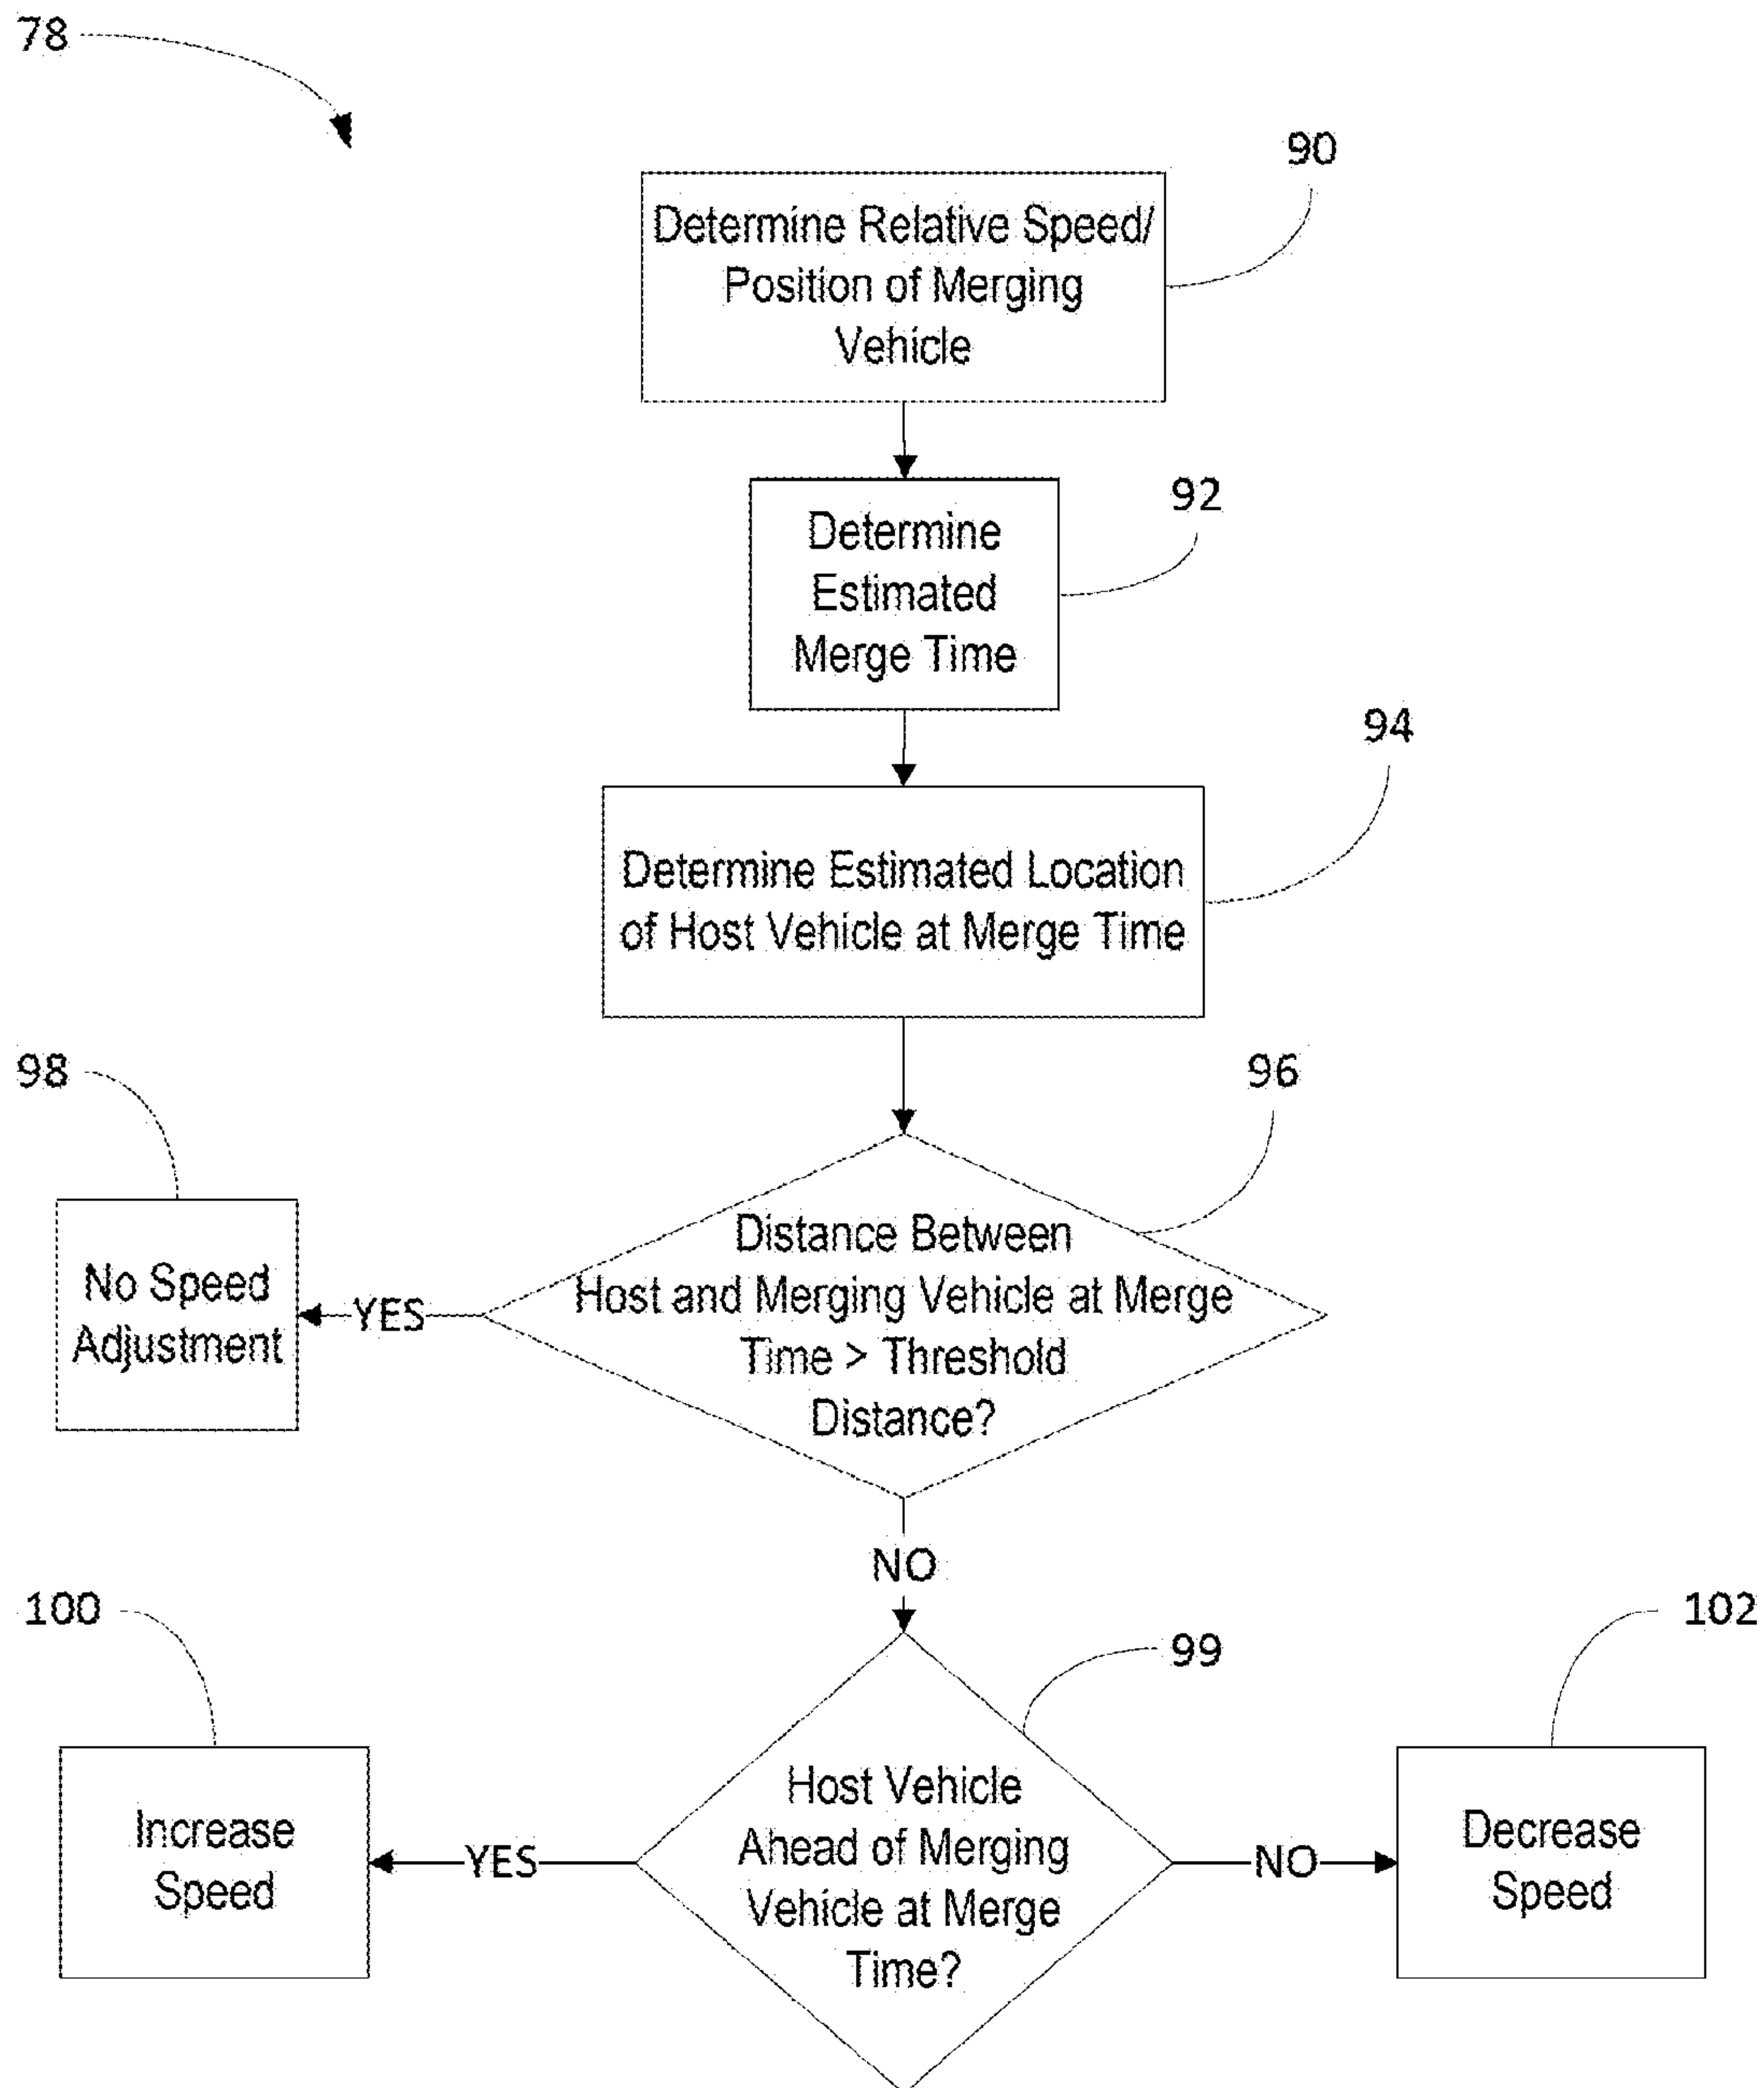 78
90
Determine Relative Speed/
Position of Merging
Vehicle
92
Determine
Estimated
Merge Time
94
Determine Estimated Location
of Host Vehicle at Merge Time
98
96
No Speed
Adjustment
YES
Distance Between
Host and Merging Vehicle at Merge
Time > Threshold
Distance?
NO
100
99
102
Increase
Speed
YES
Host Vehicle
Ahead of Merging
Vehicle at Merge
Time?
NO
Decrease
Speed